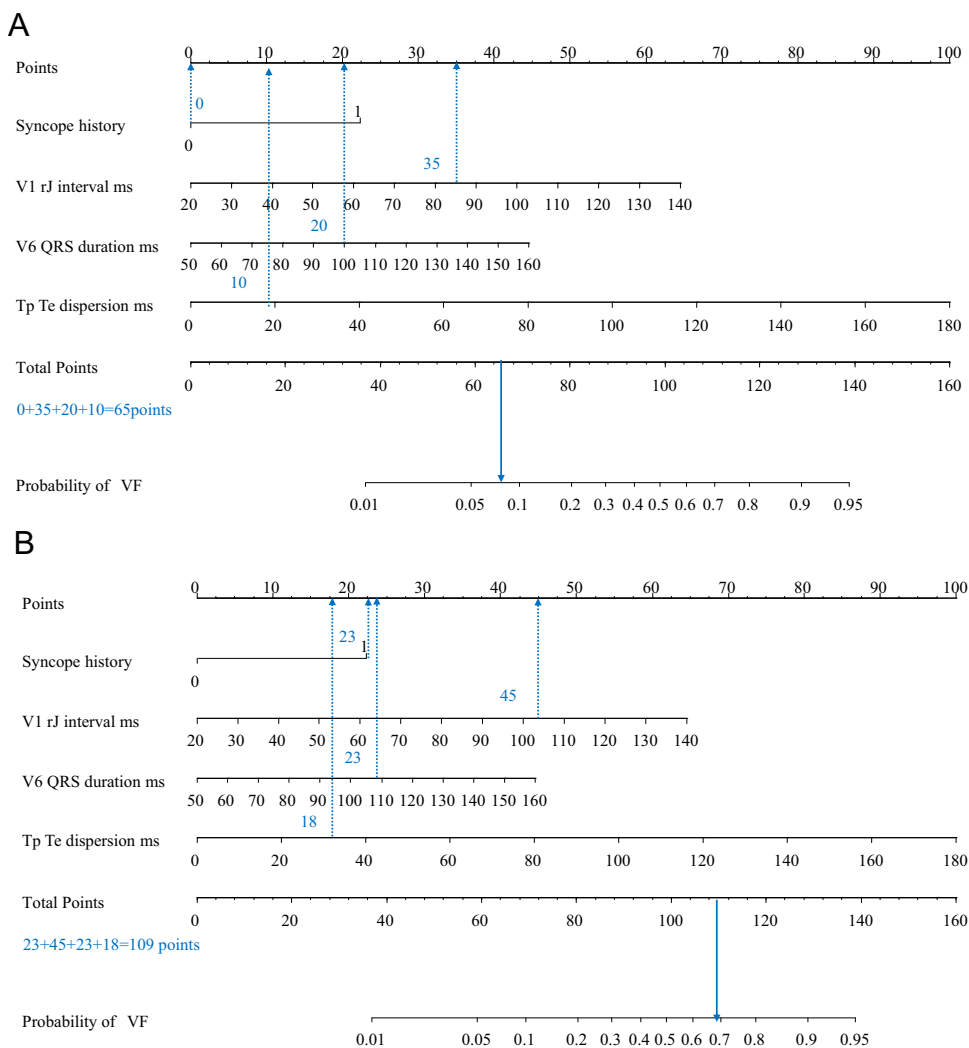 A
0 10 20 30 40 50 60 70 80 90 100
Points
0
1
Syncope history
0
35
V1 rJ interval ms
20 30 40 50 60 70 80 90 100 110 120 130 140
20
V6 QRS duration ms
50 60 70 80 90 100 110 120 130 140 150 160
10
Tp Te dispersion ms
0 20 40 60 80 100 120 140 160 180
Total Points
0 20 40 60 80 100 120 140 160
0+35+20+10=65points
Probability of VF
0.01 0.05 0.1 0.2 0.3 0.4 0.5 0.6 0.7 0.8 0.9 0.95
B
0 10 20 30 40 50 60 70 80 90 100
Points
23
1
Syncope history
0
45
V1 rJ interval ms
20 30 40 50 60 70 80 90 100 110 120 130 140
23
V6 QRS duration ms
50 60 70 80 90 100 110 120 130 140 150 160
18
Tp Te dispersion ms
0 20 40 60 80 100 120 140 160 180
Total Points
0 20 40 60 80 100 120 140 160
23+45+23+18=109 points
Probability of VF
0.01 0.05 0.1 0.2 0.3 0.4 0.5 0.6 0.7 0.8 0.9 0.95